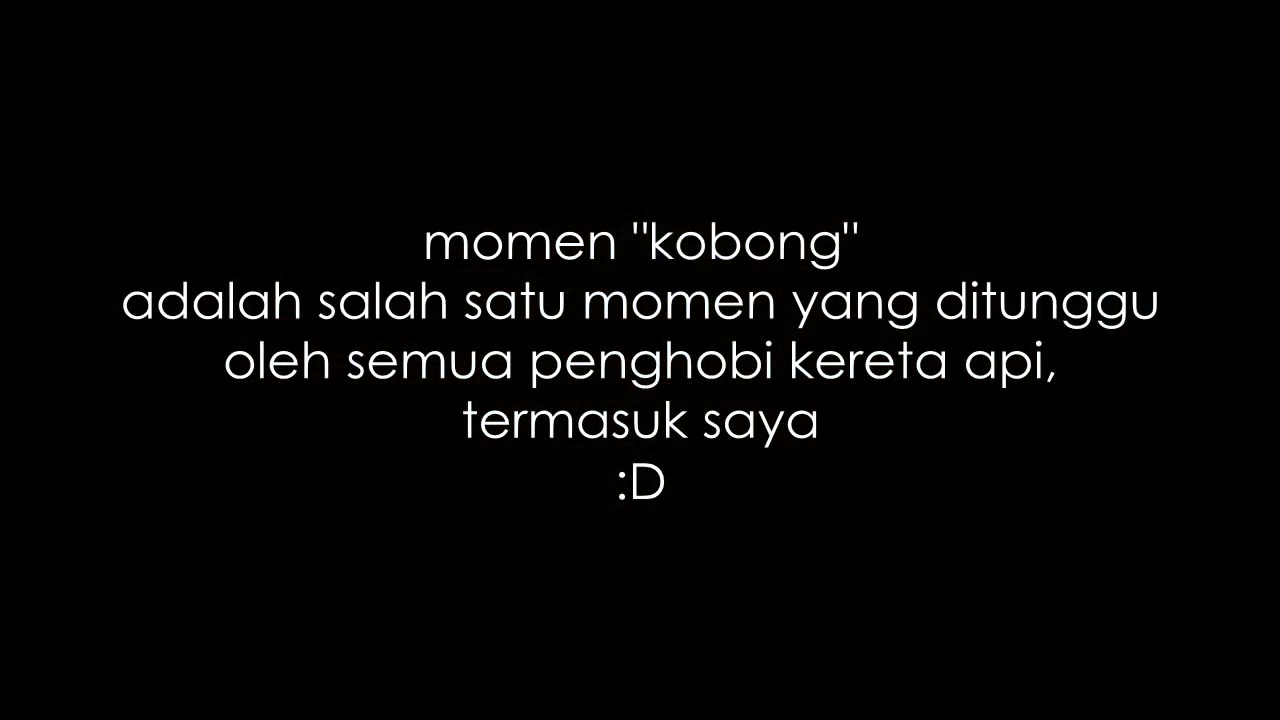 momen "kobong"
adalah salah satu momen yang ditunggu
oleh semua penghobi kereta api,
termasuk saya
:D